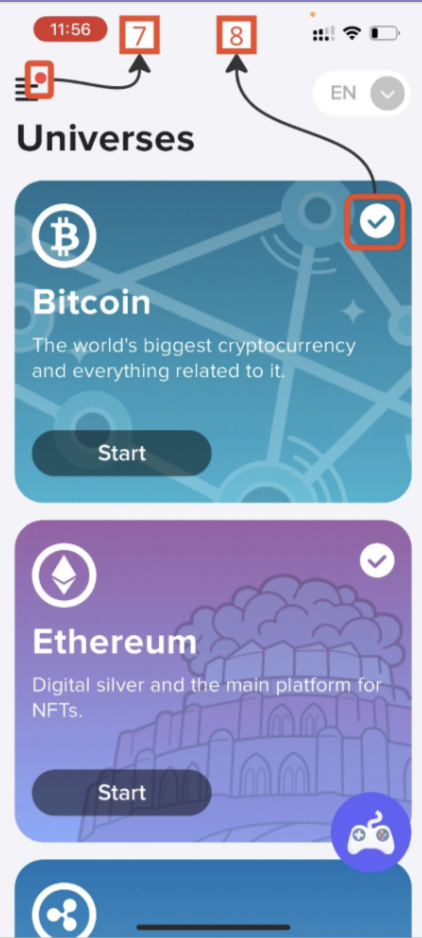 11:56
7
8
EN
Universes
Bitcoin
The world's biggest cryptocurrency
and everything related to it.
Start
Ethereum
Digital silver and the main platform for
NFTs.
Start